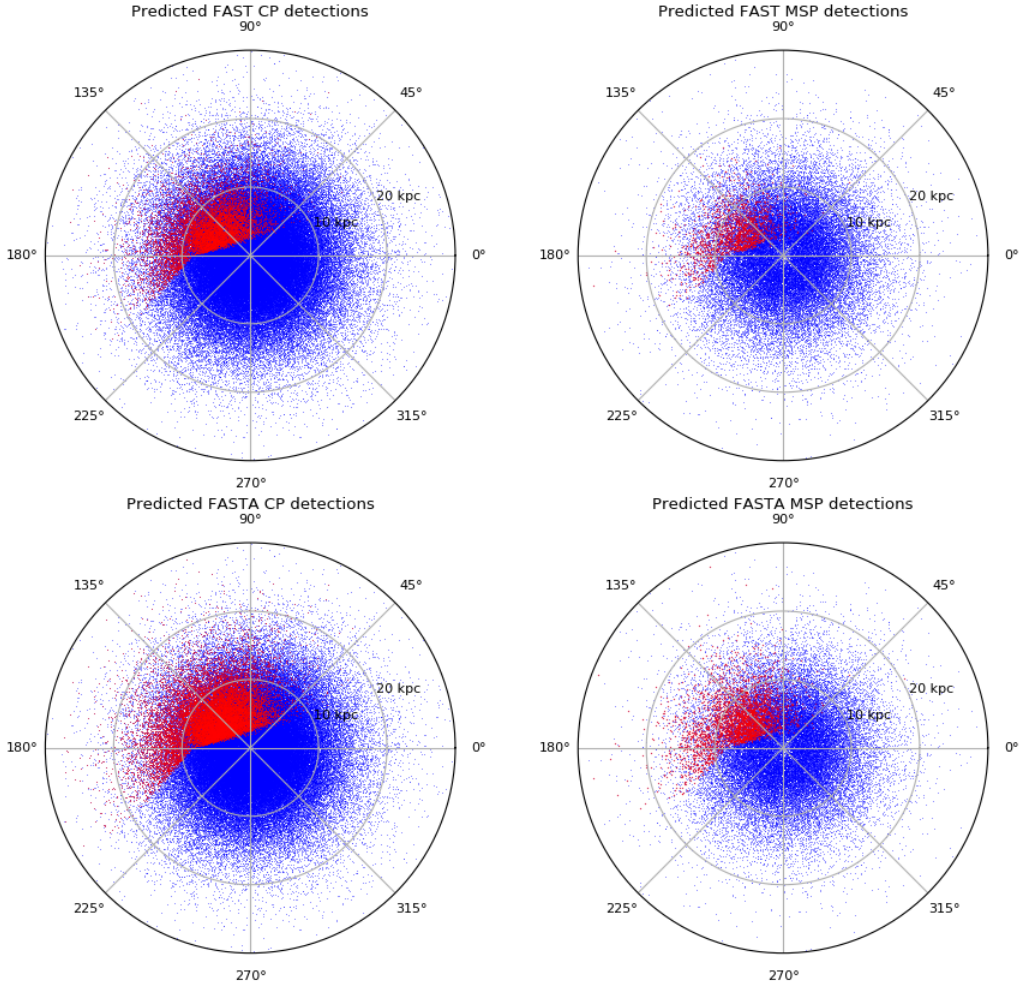 Predicted FAST CP detections
90°
135°
45°
20 kpc
10 kpc
180°
0°
225°
315°
270°
Predicted FAST MSP detections
90°
135°
45°
20 kpc
10 kpc
180°
0°
225°
315°
270°
Predicted FASTA CP detections
90°
135°
45°
20 kpc
10 kpc
180°
0°
225°
315°
270°
Predicted FASTA MSP detections
90°
135°
45°
20 kpc
10 kpc
180°
0°
225°
315°
270°